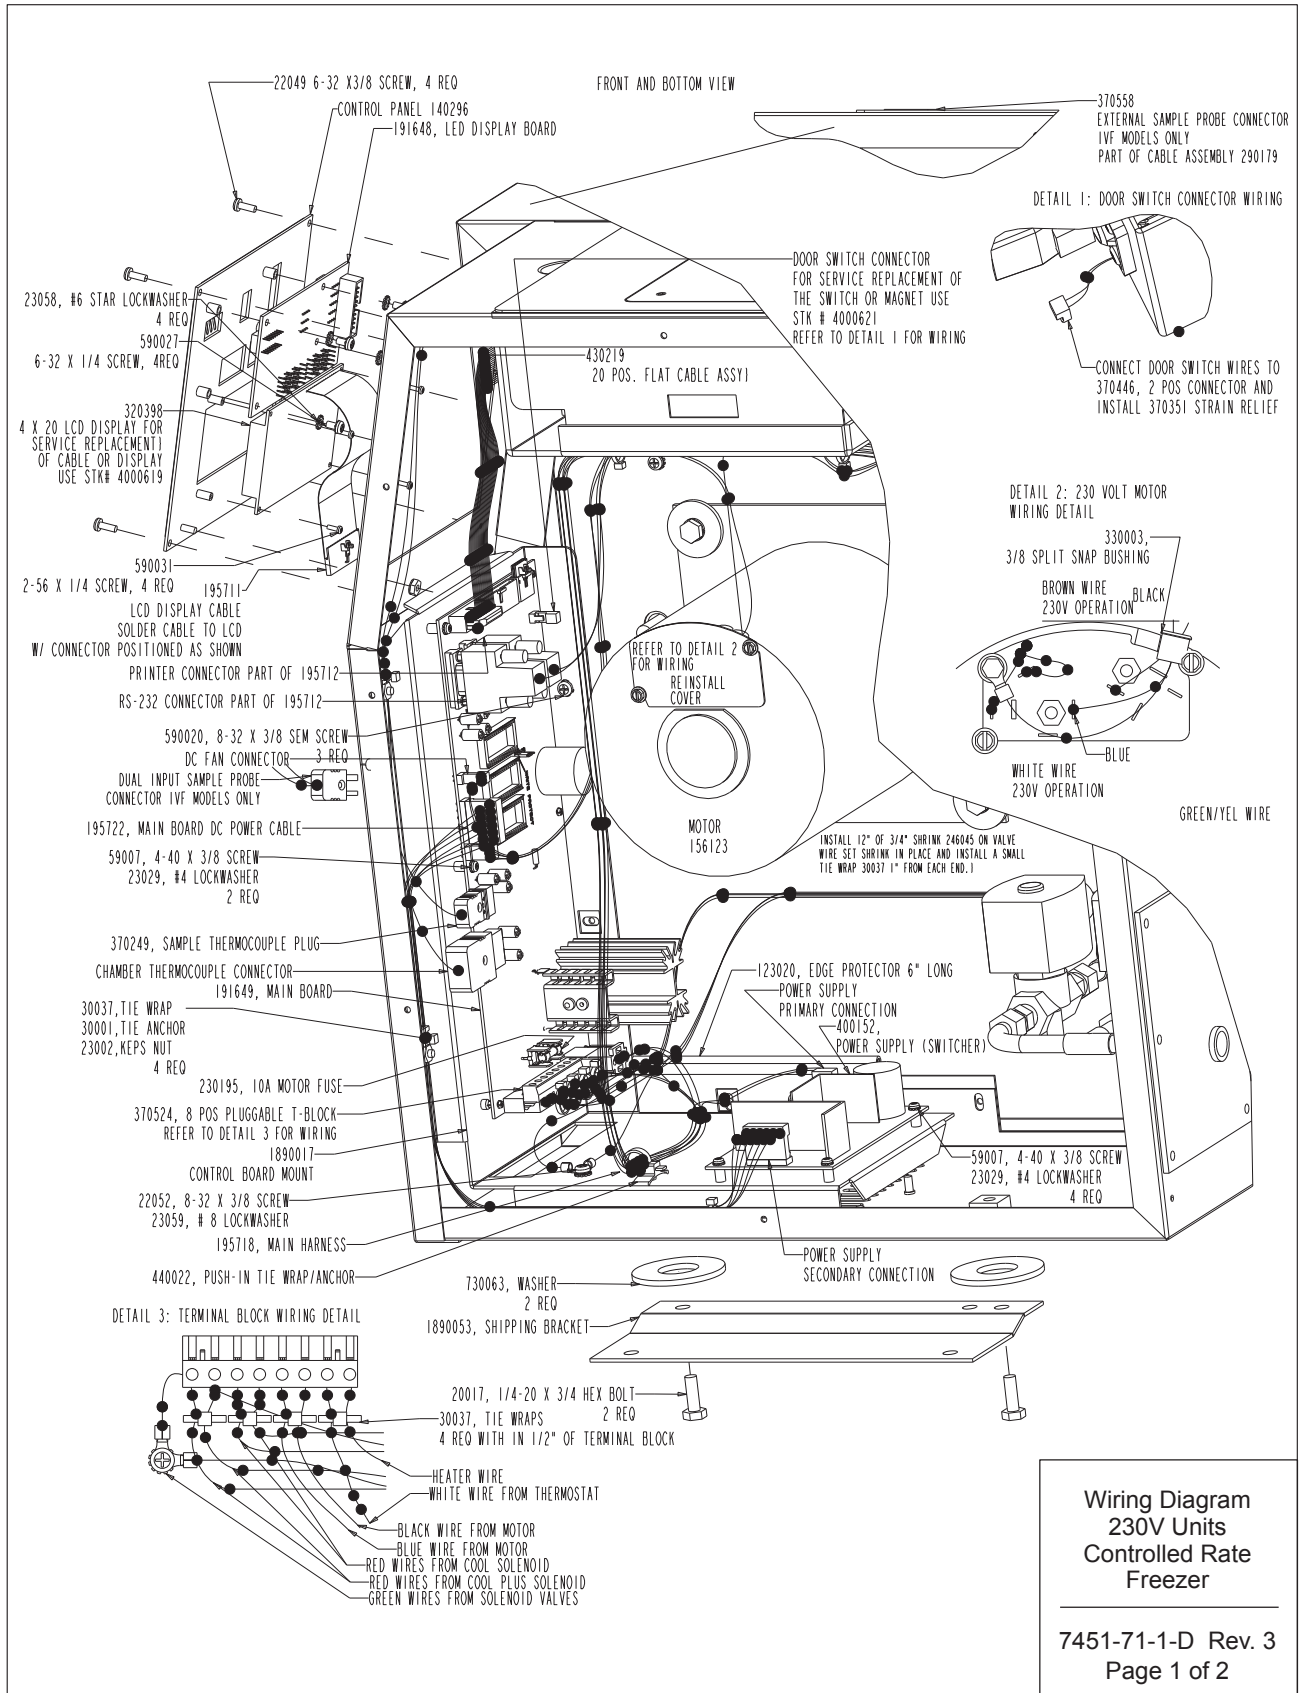 22049 6-32 X3/8 SCREW, 4 REQ
CONTROL PANEL 140296
191648, LED DISPLAY BOARD
FRONT AND BOTTOM VIEW
370558
EXTERNAL SAMPLE PROBE CONNECTOR
IVF MODELS ONLY
PART OF CABLE ASSEMBLY 290179
DETAIL 1: DOOR SWITCH CONNECTOR WIRING
DOOR SWITCH CONNECTOR
FOR SERVICE REPLACEMENT OF
THE SWITCH OR MAGNET USE
STK # 4000621
REFER TO DETAIL 1 FOR WIRING
23058, #6 STAR LOCKWASHER
4 REQ
590027
6-32 X 1/4 SCREW, 4REQ
430219
20 POS. FLAT CABLE ASSY)
CONNECT DOOR SWITCH WIRES TO
370446, 2 POS CONNECTOR AND
INSTALL 370351 STRAIN RELIEF
320398
4 X 20 LCD DISPLAY FOR
SERVICE REPLACEMENT)
OF CABLE OR DISPLAY
USE STK# 4000619
DETAIL 2: 230 VOLT MOTOR
WIRING DETAIL
330003,
3/8 SPLIT SNAP BUSHING
BROWN WIRE
230V OPERATION
BLACK
590031
2-56 X 1/4 SCREW, 4 REQ
195711
LCD DISPLAY CABLE
SOLDER CABLE TO LCD
W/ CONNECTOR POSITIONED AS SHOWN
PRINTER CONNECTOR PART OF 195712
RS-232 CONNECTOR PART OF 195712
REFER TO DETAIL 2
FOR WIRING
REINSTALL
COVER
590020, 8-32 X 3/8 SEM SCREW
3 REQ
DC FAN CONNECTOR
DUAL INPUT SAMPLE PROBE
CONNECTOR IVF MODELS ONLY
BLUE
WHITE WIRE
230V OPERATION
GREEN/YEL WIRE
195722, MAIN BOARD DC POWER CABLE
MOTOR
156123
INSTALL 12" OF 3/4" SHRINK 246045 ON VALVE
WIRE SET SHRINK IN PLACE AND INSTALL A SMALL
TIE WRAP 30037 1" FROM EACH END.)
59007, 4-40 X 3/8 SCREW
23029, #4 LOCKWASHER
2 REQ
370249, SAMPLE THERMOCOUPLE PLUG
CHAMBER THERMOCOUPLE CONNECTOR
191649, MAIN BOARD
123020, EDGE PROTECTOR 6" LONG
POWER SUPPLY
PRIMARY CONNECTION
400152,
POWER SUPPLY (SWITCHER)
30037,TIE WRAP
30001,TIE ANCHOR
23002,KEPS NUT
4 REQ
230195, 10A MOTOR FUSE
370524, 8 POS PLUGGABLE T-BLOCK
REFER TO DETAIL 3 FOR WIRING
1890017
CONTROL BOARD MOUNT
59007, 4-40 X 3/8 SCREW
23029, #4 LOCKWASHER
4 REQ
22052, 8-32 X 3/8 SCREW
23059, # 8 LOCKWASHER
195718, MAIN HARNESS
440022, PUSH-IN TIE WRAP/ANCHOR
POWER SUPPLY
SECONDARY CONNECTION
730063, WASHER
2 REQ
DETAIL 3: TERMINAL BLOCK WIRING DETAIL
1890053, SHIPPING BRACKET
20017, 1/4-20 X 3/4 HEX BOLT
2 REQ
30037, TIE WRAPS
4 REQ WITH IN 1/2" OF TERMINAL BLOCK
HEATER WIRE
WHITE WIRE FROM THERMOSTAT
BLACK WIRE FROM MOTOR
BLUE WIRE FROM MOTOR
RED WIRES FROM COOL SOLENOID
RED WIRES FROM COOL PLUS SOLENOID
GREEN WIRES FROM SOLENOID VALVES
Wiring Diagram
230V Units
Controlled Rate
Freezer
7451-71-1-D Rev. 3
Page 1 of 2